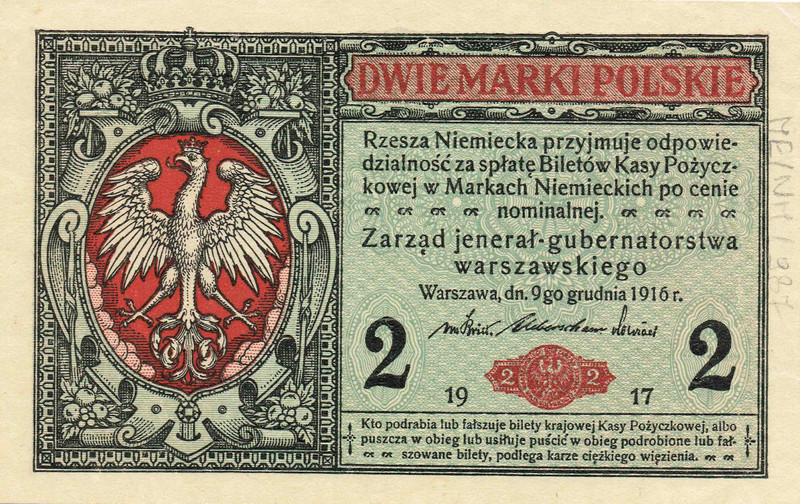 DWIE MARKI POLSKIE
Rzesza Niemiecka przyjmuje odpowie-
dzialność za spłatę Biletów Kasy Pożycz-
kowej w Markach Niemieckich po cenie
nominalnej.
Zarząd jenerał-gubernatorstwa
warszawskiego
Warszawa, dn. 9go grudnia 1916 r.
2 2
2 2
19 17
Kto podrabia lub fałszuje bilety krajowej Kasy Pożyczkowej, albo
puszcza w obieg lub usiłuje puścić w obieg podrobione lub fał-
szowane bilety, podlega karze ciężkiego więzienia.